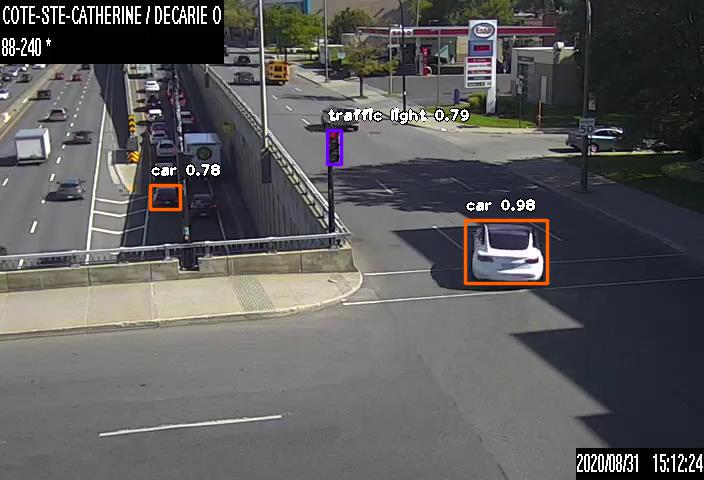 COTE-STE-CATHERINE / DECARIE O
88-240 *
Esso
traffic light 0.79
car 0.78
car 0.98
50
2020/08/31 15:12:24